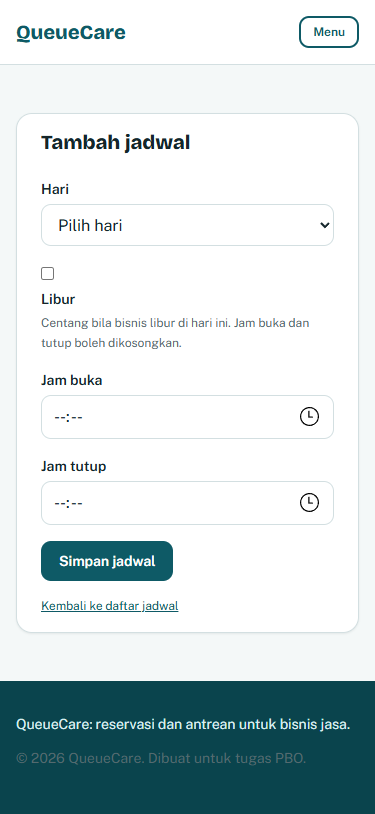 QueueCare
Menu
Tambah jadwal
Hari
Pilih hari
Libur
Centang bila bisnis libur di hari ini. Jam buka dan
tutup boleh dikosongkan.
Jam buka
--:--
Jam tutup
--:--
Simpan jadwal
Kembali ke daftar jadwal
QueueCare: reservasi dan antrean untuk bisnis jasa.
© 2026 QueueCare. Dibuat untuk tugas PBO.